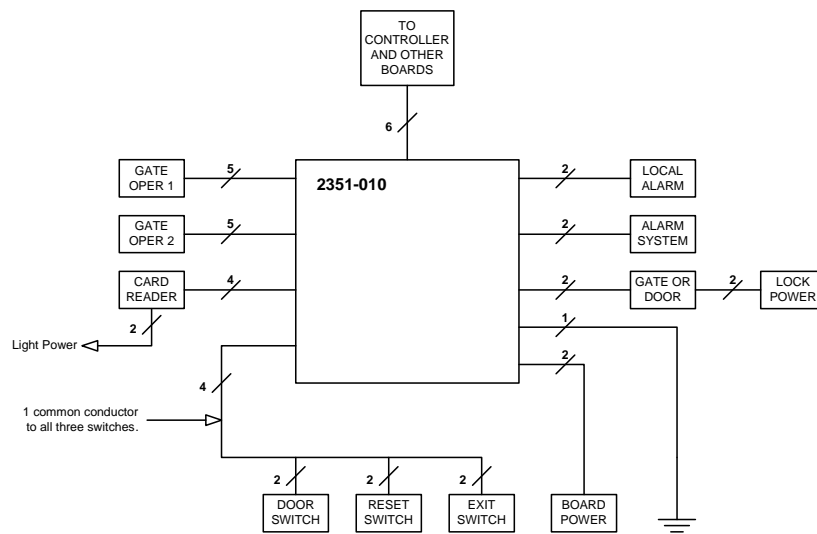 TO
CONTROLLER
AND OTHER
BOARDS
6
2351-010
GATE
OPER 1
5
GATE
OPER 2
5
CARD
READER
4
2
Light Power
4
1 common conductor
to all three switches.
2
LOCAL
ALARM
2
ALARM
SYSTEM
2
GATE OR
DOOR
2
LOCK
POWER
1
2
2
DOOR
SWITCH
2
RESET
SWITCH
2
EXIT
SWITCH
BOARD
POWER